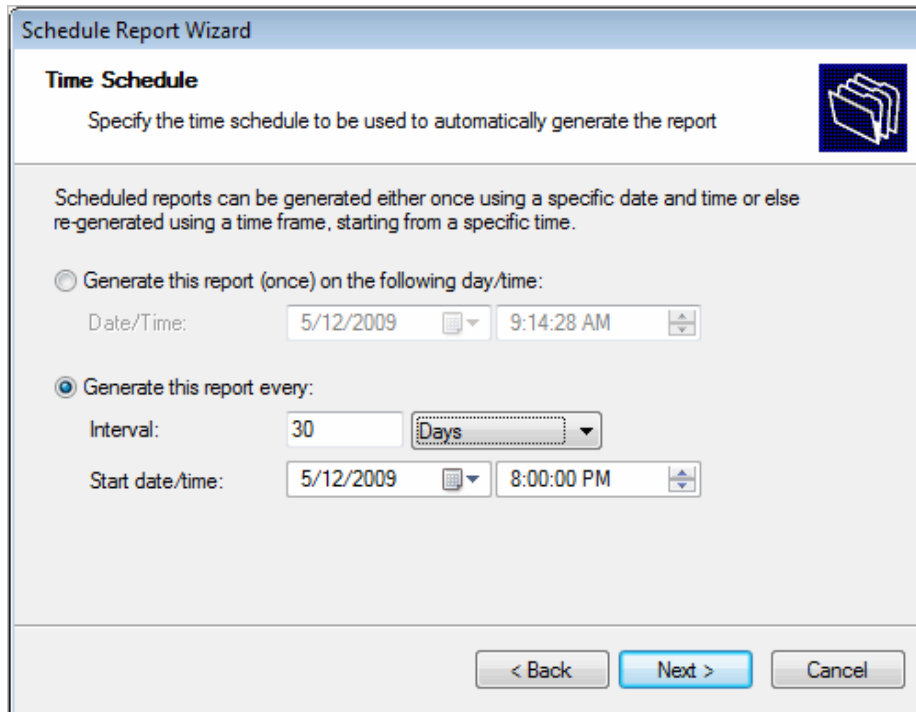 Schedule Report Wizard
Time Schedule
Specify the time schedule to be used to automatically generate the report
Scheduled reports can be generated either once using a specific date and time or else
re-generated using a time frame, starting from a specific time.
Generate this report (once) on the following day/time:
Date/Time: 5/12/2009 9:14:28 AM
Generate this report every:
Interval: 30 Days
Start date/time: 5/12/2009 8:00:00 PM
< Back Next > Cancel